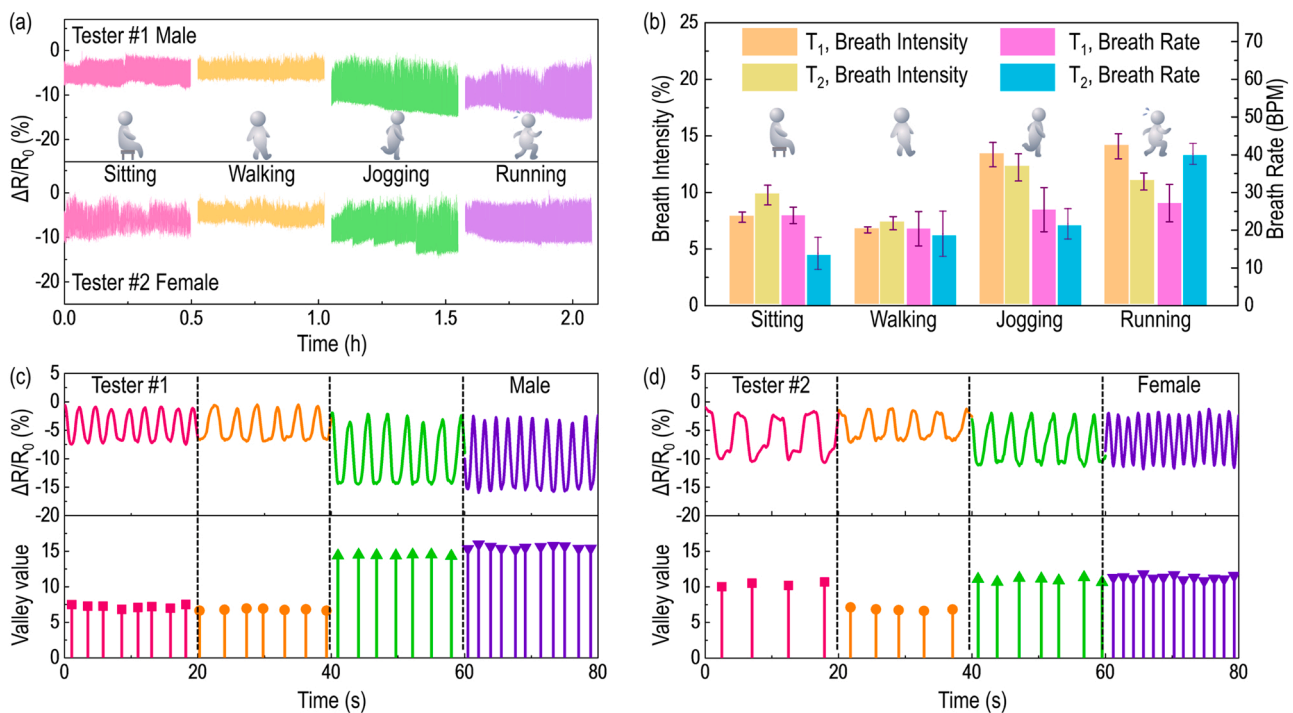 (a)
Tester #1 Male
0
-10
-20
ΔR/R0 (%)
Sitting Walking Jogging Running
0
-5
-10
-15
-20
-25
Tester #2 Female
0.0 0.5 1.0 1.5 2.0
Time (h)
(b)
25
20
15
10
5
0
Breath Intensity (%)
T1, Breath Intensity T1, Breath Rate
T2, Breath Intensity T2, Breath Rate
70
60
50
40
30
20
10
0
Breath Rate (BPM)
Sitting Walking Jogging Running
(c)
Tester #1 Male
5
0
-5
-10
-15
-20
ΔR/R0 (%)
15
10
5
0
Valley value
0 20 40 60 80
Time (s)
(d)
Tester #2 Female
5
0
-5
-10
-15
-20
ΔR/R0 (%)
15
10
5
0
Valley value
0 20 40 60 80
Time (s)